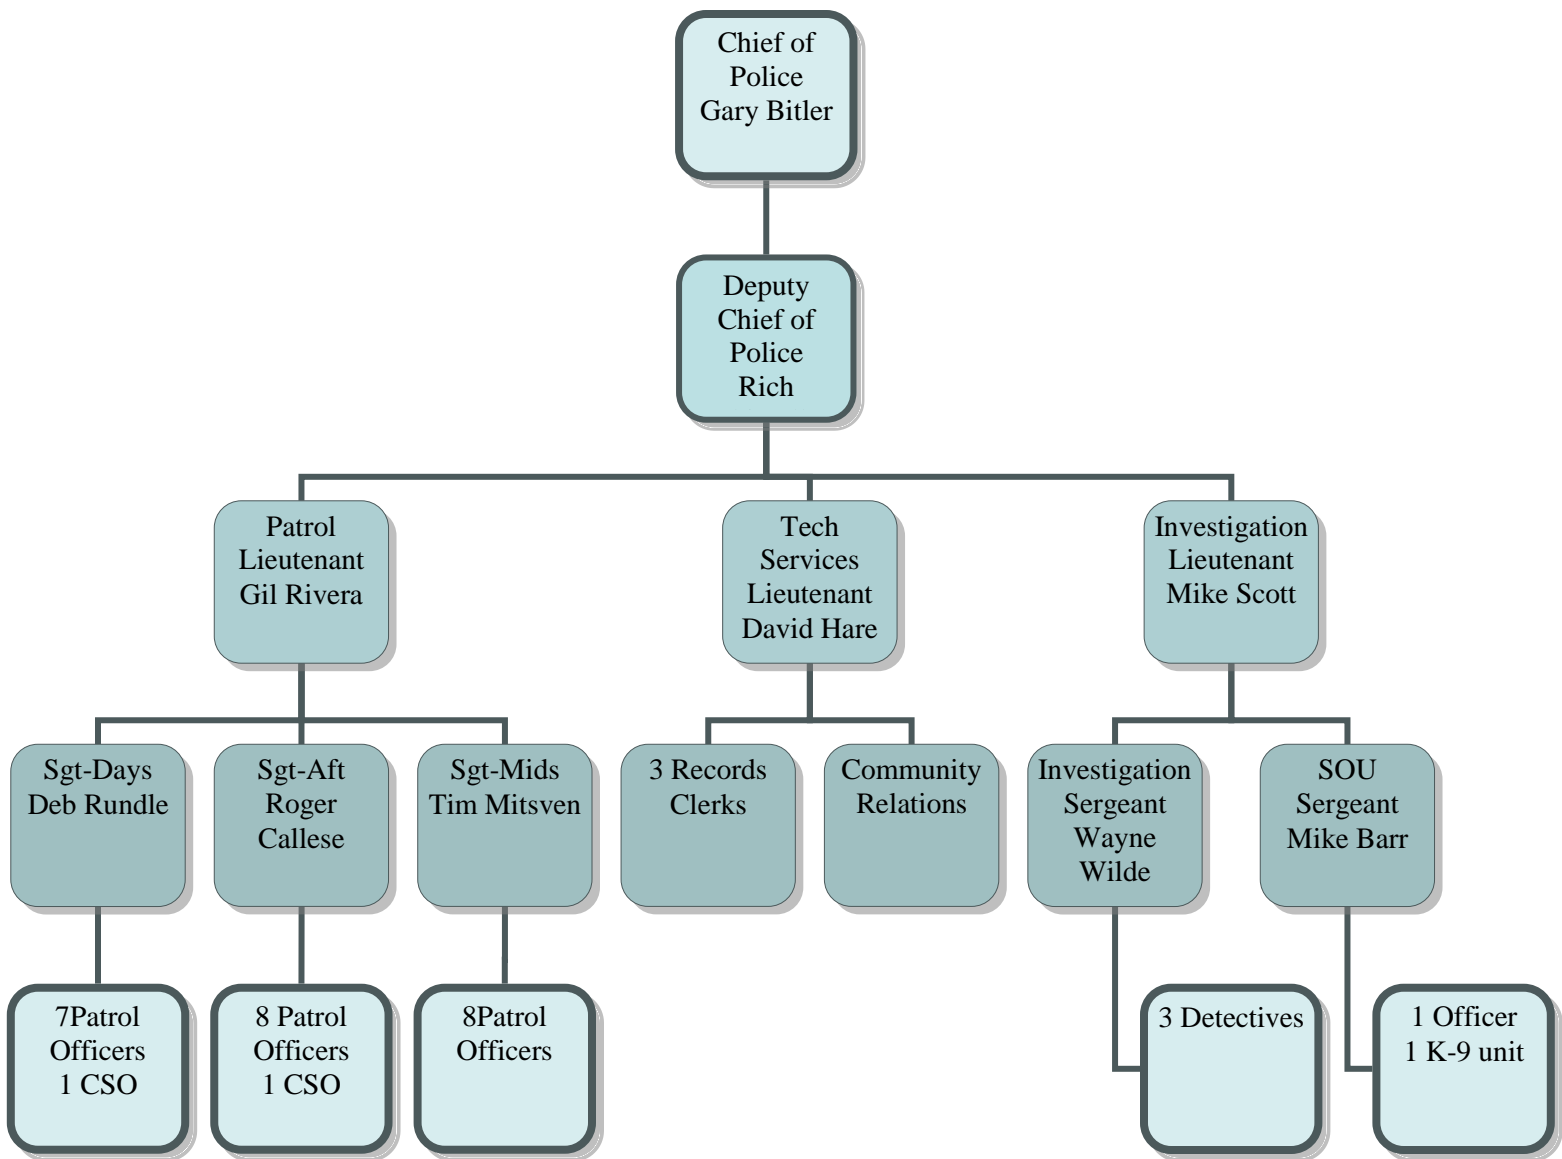 Chief of
Police
Gary Bitler
Deputy
Chief of
Police
Rich
Patrol
Lieutenant
Gil Rivera
Tech
Services
Lieutenant
David Hare
Investigation
Lieutenant
Mike Scott
Sgt-Days
Deb Rundle
Sgt-Aft
Roger
Callese
Sgt-Mids
Tim Mitsven
3 Records
Clerks
Community
Relations
Investigation
Sergeant
Wayne
Wilde
SOU
Sergeant
Mike Barr
7Patrol
Officers
1 CSO
8 Patrol
Officers
1 CSO
8Patrol
Officers
3 Detectives
1 Officer
1 K-9 unit